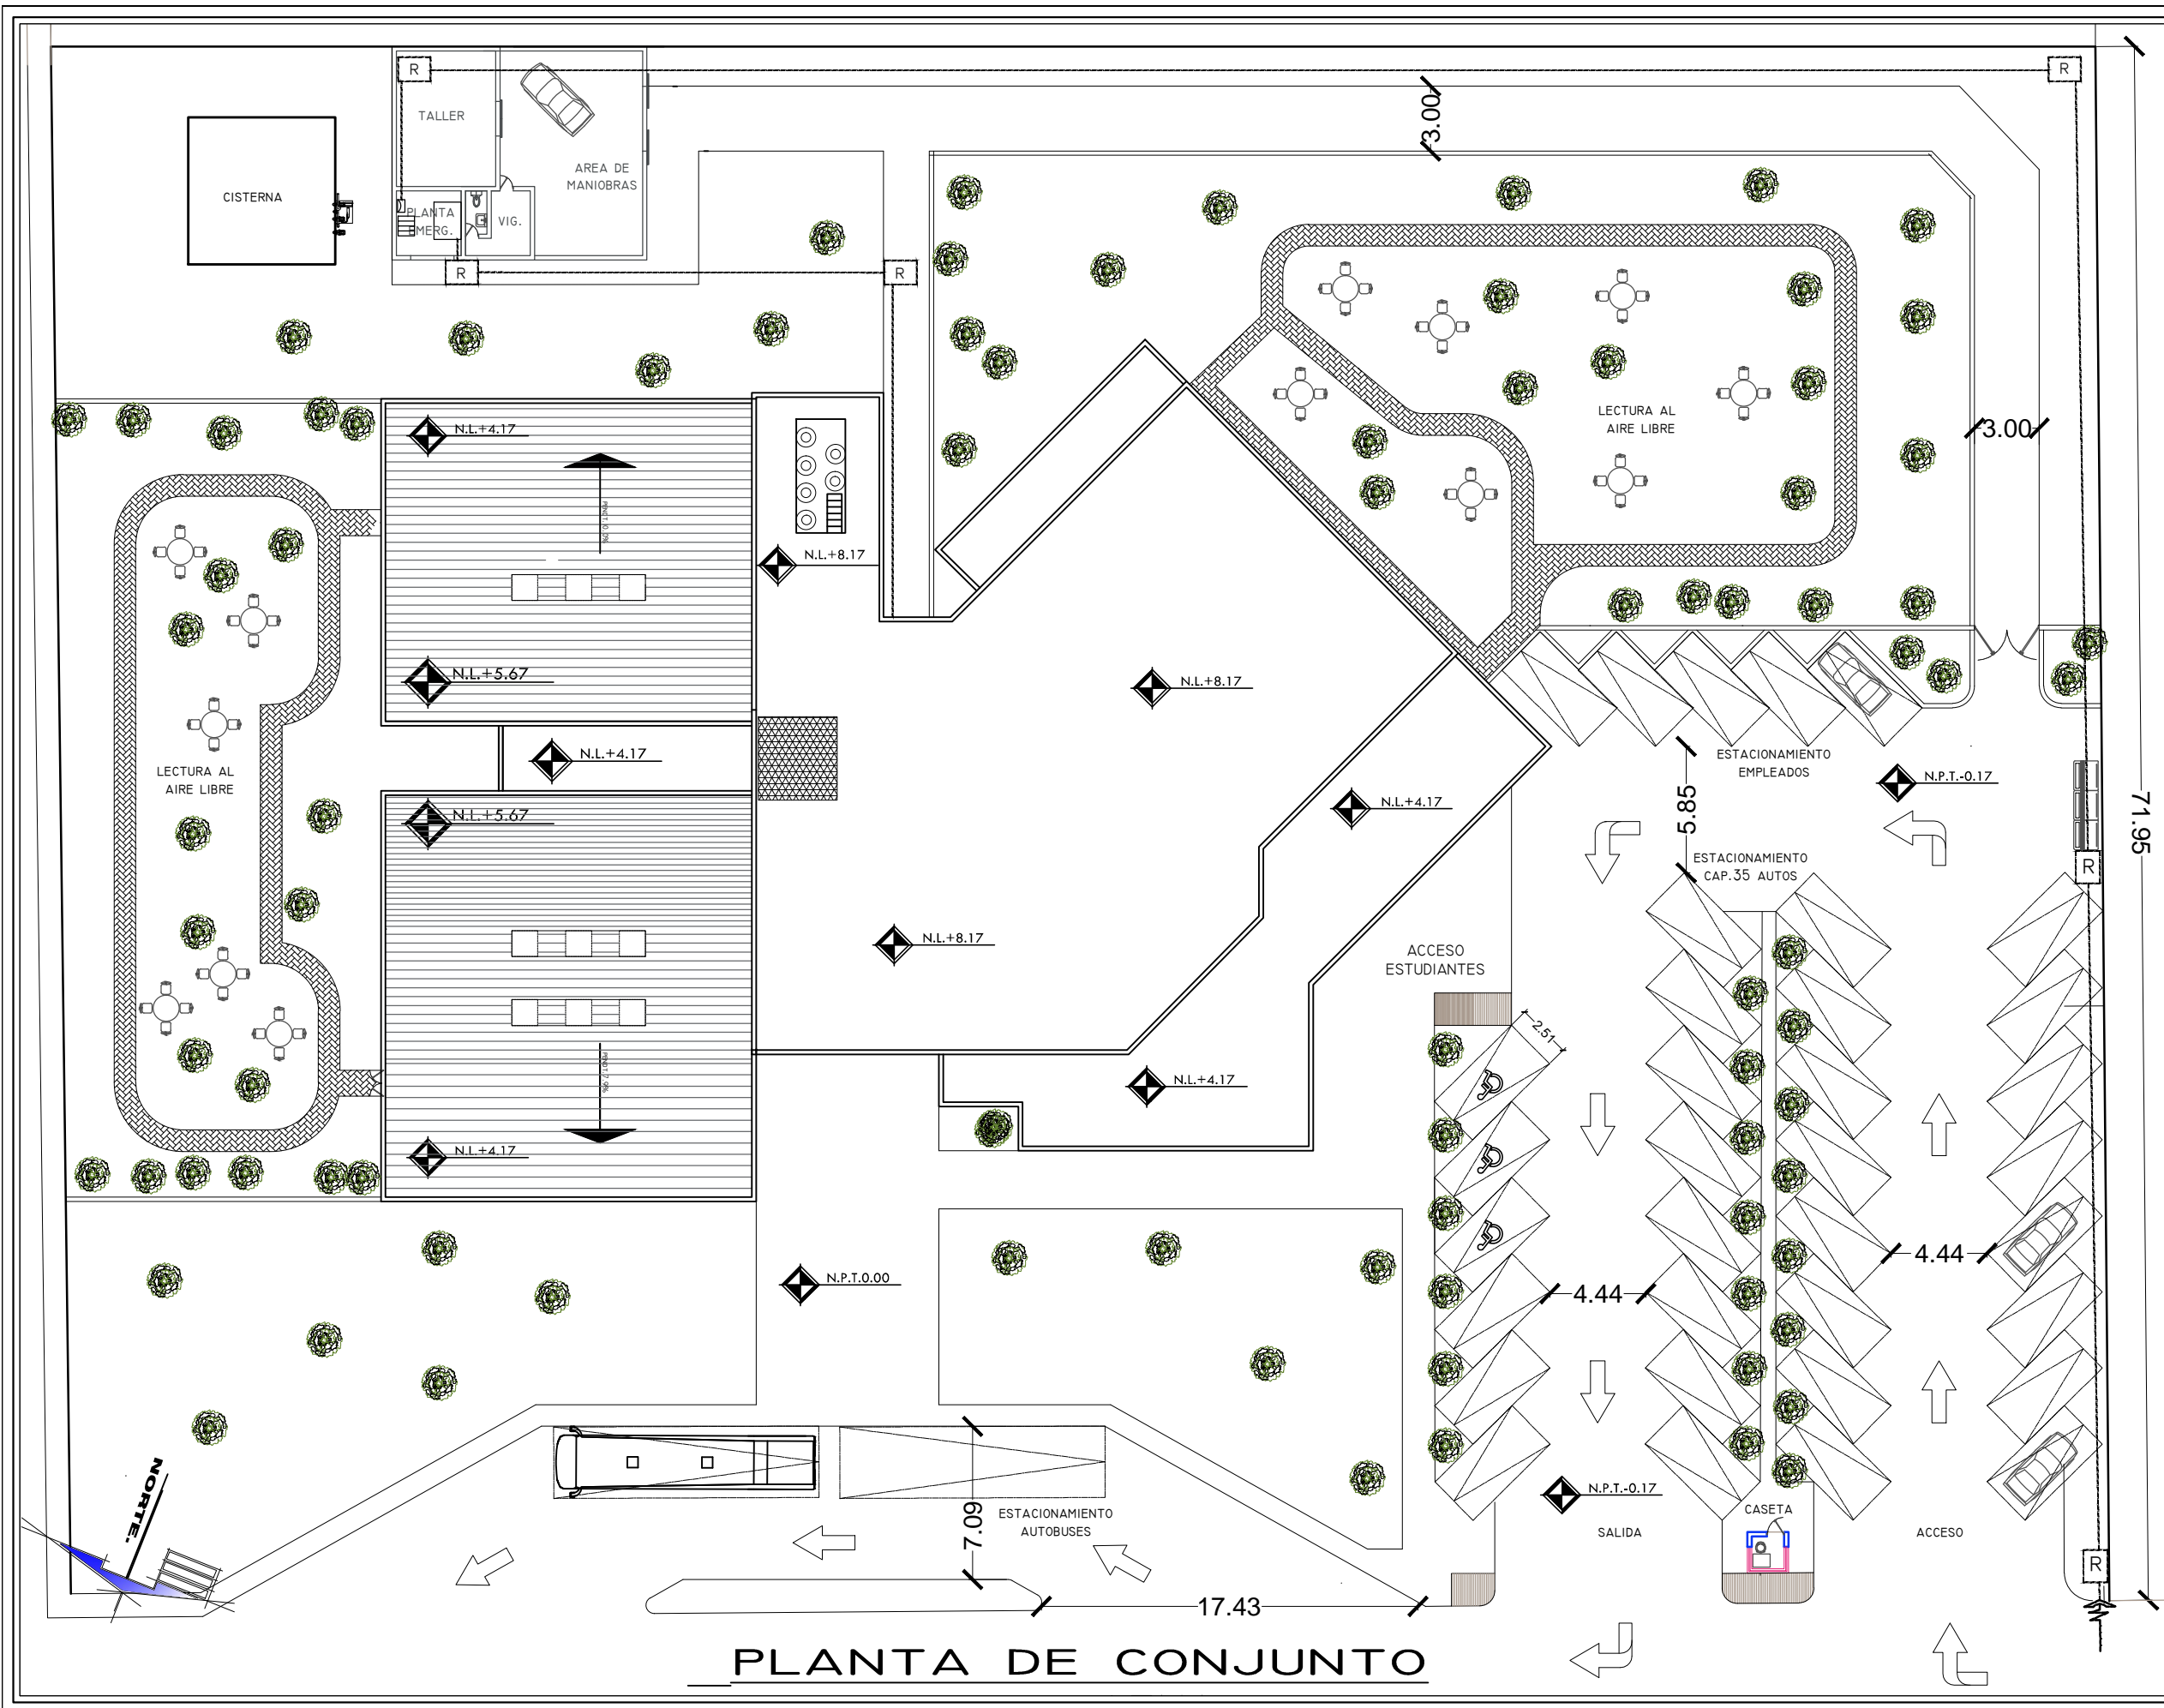 R
R
TALLER
3.00
AREA DE
MANIOBRAS
CISTERNA
PLANTA
EMERG.
VIG.
R
R
LECTURA AL
AIRE LIBRE
3.00
N.L.+4.17
N.L.+8.17
N.L.+5.67
N.L.+8.17
N.L.+4.17
ESTACIONAMIENTO
EMPLEADOS
N.P.T.-0.17
LECTURA AL
AIRE LIBRE
N.L.+5.67
N.L.+4.17
5.85
71.95
ESTACIONAMIENTO
CAP.35 AUTOS
R
N.L.+8.17
ACCESO
ESTUDIANTES
2.51
N.L.+4.17
N.L.+4.17
N.P.T.0.00
4.44
4.44
NORTE.
7.09
ESTACIONAMIENTO
AUTOBUSES
N.P.T.-0.17
SALIDA
CASETA
ACCESO
R
17.43
PLANTA DE CONJUNTO